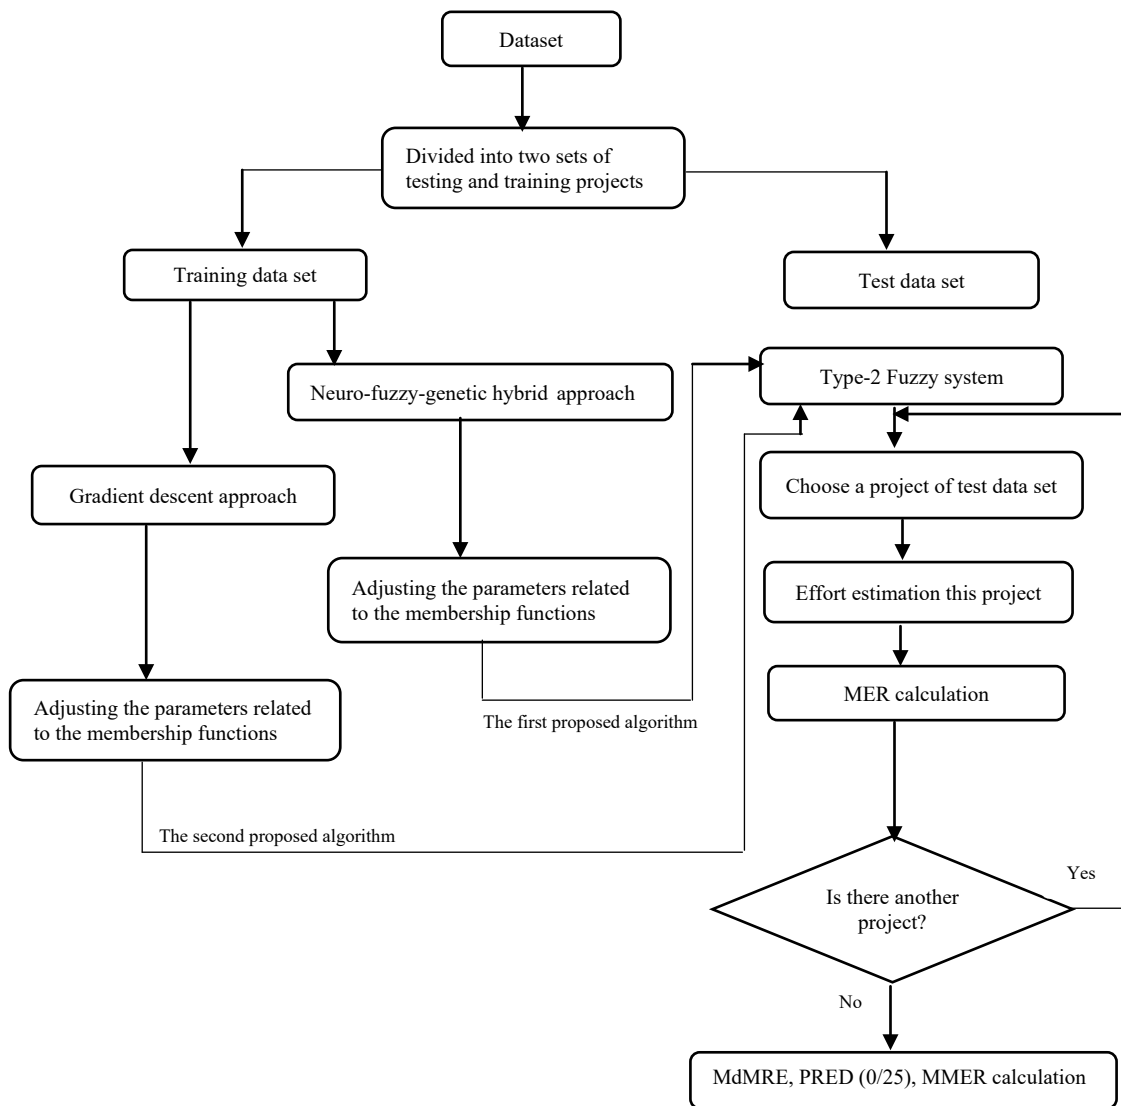 Dataset
Divided into two sets of
testing and training projects
Training data set
Test data set
Neuro-fuzzy-genetic hybrid approach
Type-2 Fuzzy system
Gradient descent approach
Choose a project of test data set
Adjusting the parameters related
to the membership functions
Effort estimation this project
MER calculation
Adjusting the parameters related
to the membership functions
The first proposed algorithm
The second proposed algorithm
Is there another
project?
Yes
No
MdMRE, PRED (0/25), MMER calculation